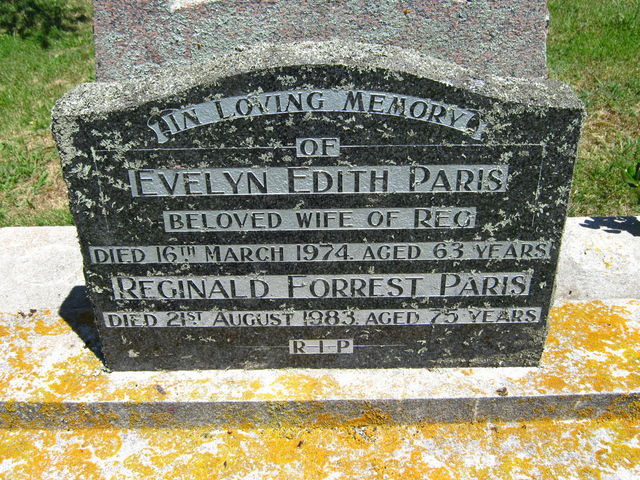 IN LOVING MEMORY
OF
EVELYN EDITH PARIS
BELOVED WIFE OF REG
DIED 16TH MARCH 1974. AGED 63 YEARS
REGINALD FORREST PARIS
DIED 21ST AUGUST 1983. AGED 75 YEARS
R-I-P